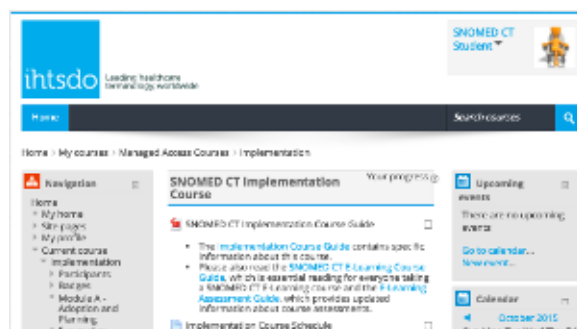 SNOMED CT
Student
ihtsdo
Leading healthcare
terminology, worldwide
Home
Search courses
Home › My courses › Managed Access Courses › Implementation
Navigation
Home
My home
Site pages
My profile
Current course
Implementation
Participants
Badges
Module A -
Adoption and
Planning
SNOMED CT Implementation
Course
Your progress
SNOMED CT Implementation Course Guide
The Implementation Course Guide contains specific
information about this course.
Please also read the SNOMED CT E-Learning Course
Guide, which is essential reading for everyone taking
a SNOMED CT E-Learning course and the E-Learning
Assessment Guide, which provides updated
information about course assessments.
Implementation Course Schedule
Upcoming
events
There are no upcoming
events
Go to calendar...
New event...
Calendar
October 2015